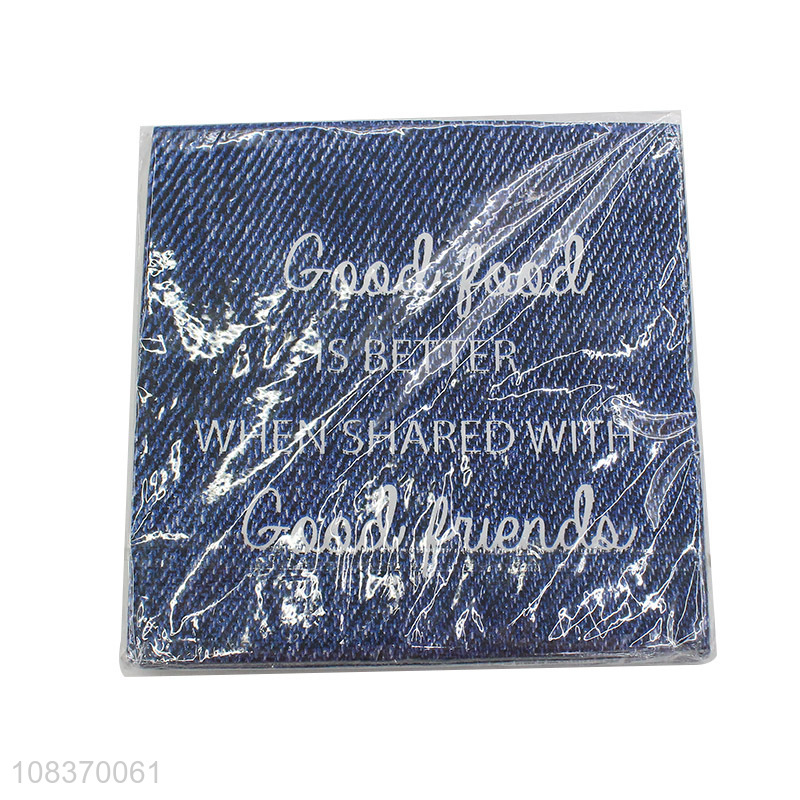 Good food
IS BETTER
WHEN SHARED WITH
Good friends
108370061